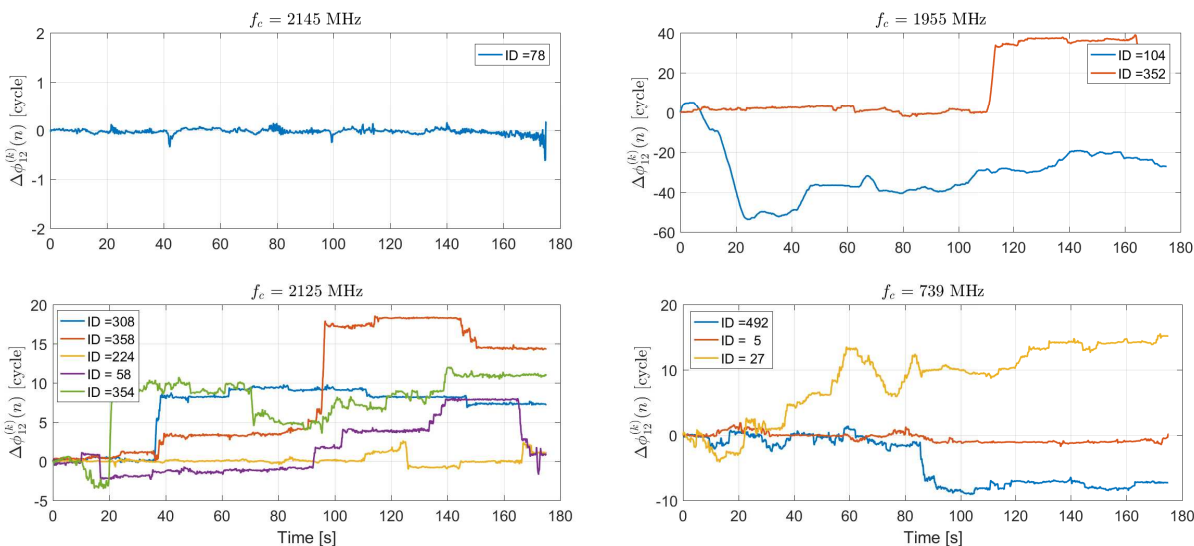 f_c = 2145 MHz
2
1
0
-1
-2
Δϕ_12^(k)(n) [cycle]
ID =78
0 20 40 60 80 100 120 140 160 180
f_c = 1955 MHz
40
20
0
-20
-40
-60
Δϕ_12^(k)(n) [cycle]
ID =104
ID =352
0 20 40 60 80 100 120 140 160 180
f_c = 2125 MHz
20
15
10
5
0
-5
Δϕ_12^(k)(n) [cycle]
ID =308
ID =358
ID =224
ID = 58
ID =354
0 20 40 60 80 100 120 140 160 180
Time [s]
f_c = 739 MHz
20
10
0
-10
Δϕ_12^(k)(n) [cycle]
ID =492
ID = 5
ID = 27
0 20 40 60 80 100 120 140 160 180
Time [s]